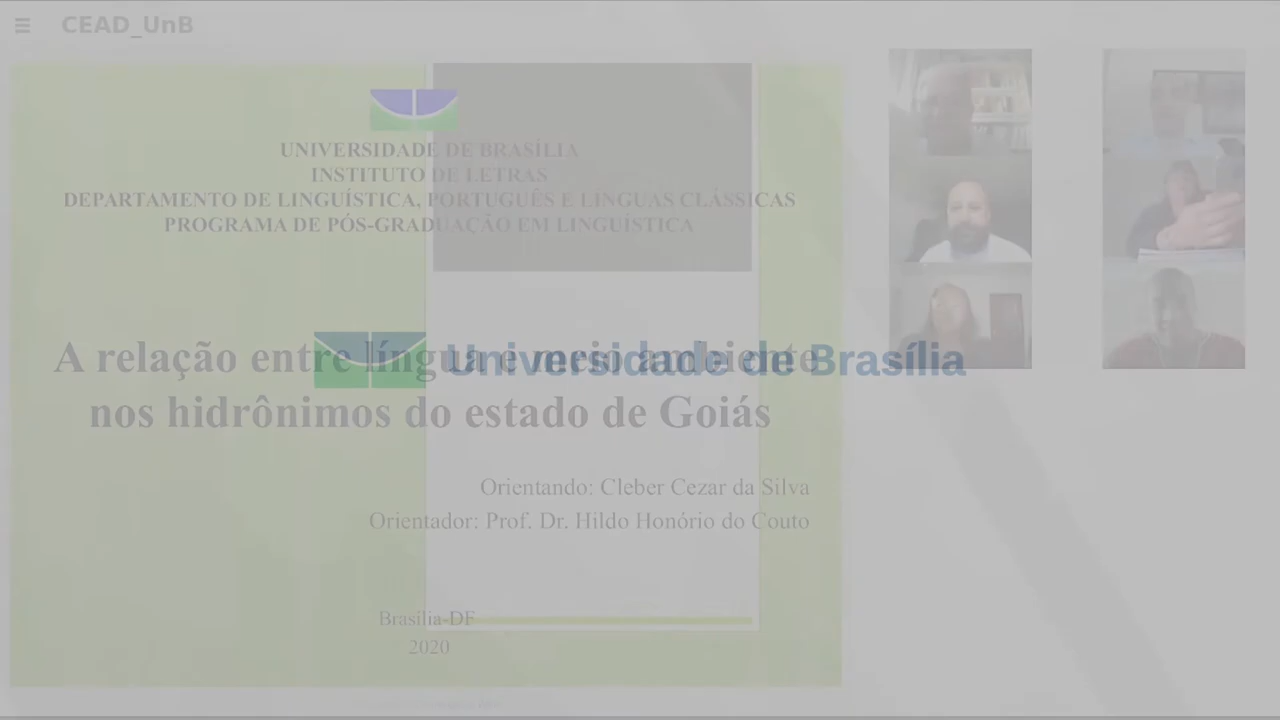 CEAD_UnB
UNIVERSIDADE DE BRASÍLIA
INSTITUTO DE LETRAS
DEPARTAMENTO DE LINGUÍSTICA, PORTUGUÊS E LÍNGUAS CLÁSSICAS
PROGRAMA DE PÓS-GRADUAÇÃO EM LINGUÍSTICA
A relação entre língua e meio ambiente
Universidade de Brasília
nos hidrônimos do estado de Goiás
Orientando: Cleber Cezar da Silva
Orientador: Prof. Dr. Hildo Honório do Couto
Brasília-DF
2020